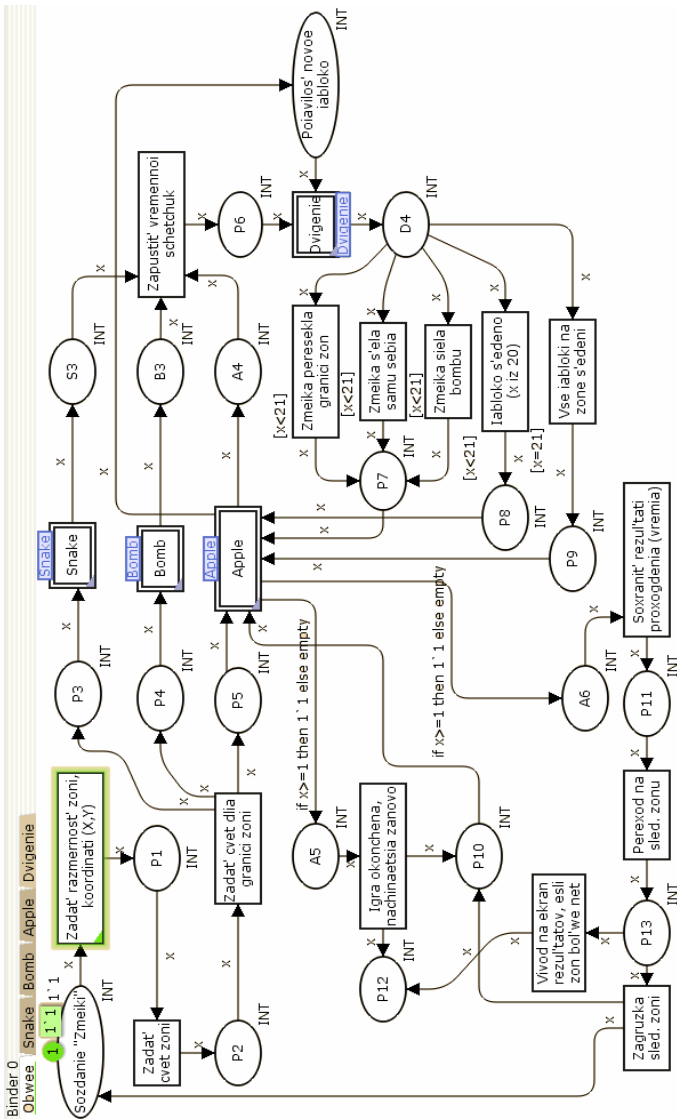 Binder 0
Obwee Snake Bomb Apple Dvigenie
1 1`1 1`1
Sozdanie "Zmeiki"
INT
x
Zadat' razmernost' zoni,
koordinati (X,Y)
x
P1
INT
x
Zadat'
cvet zoni
x
P2
INT
x
Zadat' cvet dlia
granici zoni
x
x
x
P3
INT
x
P4
INT
x
P5
INT
x
Snake
Snake
x
Bomb
Bomb
x
Apple
Apple
x
S3
INT
x
B3
INT
x
A4
INT
x
Zapustit' vremennoi
schetchuk
x
P6
INT
x
x
Poiavilos' novoe
iabloko
INT
x
Dvigenie
Dvigenie
x
D4
INT
x
x
x
x
x
[x<21]
Zmeika peresekla
granici zon
x
[x<21]
Zmeika s'ela
samu sebia
x
[x<21]
Zmeika siela
bombu
x
[x<21]
Iabloko s'edeno
(x iz 20)
x
[x=21]
Vse iabloki na
zone s'edeni
x
P7
INT
x
P8
INT
x
P9
INT
x
if x>=1 then 1`1 else empty
A5
INT
x
Igra okonchena,
nachinaetsia zanovo
x
x
P12
INT
P10
INT
x
if x>=1 then 1`1 else empty
A6
INT
x
Soxranit' rezul'tati
proxogdenia (vremia)
x
P11
INT
x
Perexod na
sled. zonu
x
P13
INT
x
x
Vivod na ekran
rezul'tatov, esli
zon bol'we net
x
Zagruzka
sled. zoni
x
x